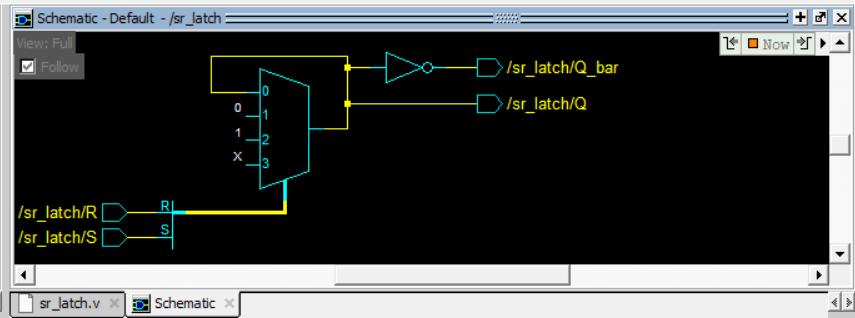 Schematic - Default - /sr_latch
View: Full
Follow
Now
/sr_latch/Q_bar
/sr_latch/Q
0
0
1
1
2
X
3
/sr_latch/R
R
/sr_latch/S
S
sr_latch.v
Schematic